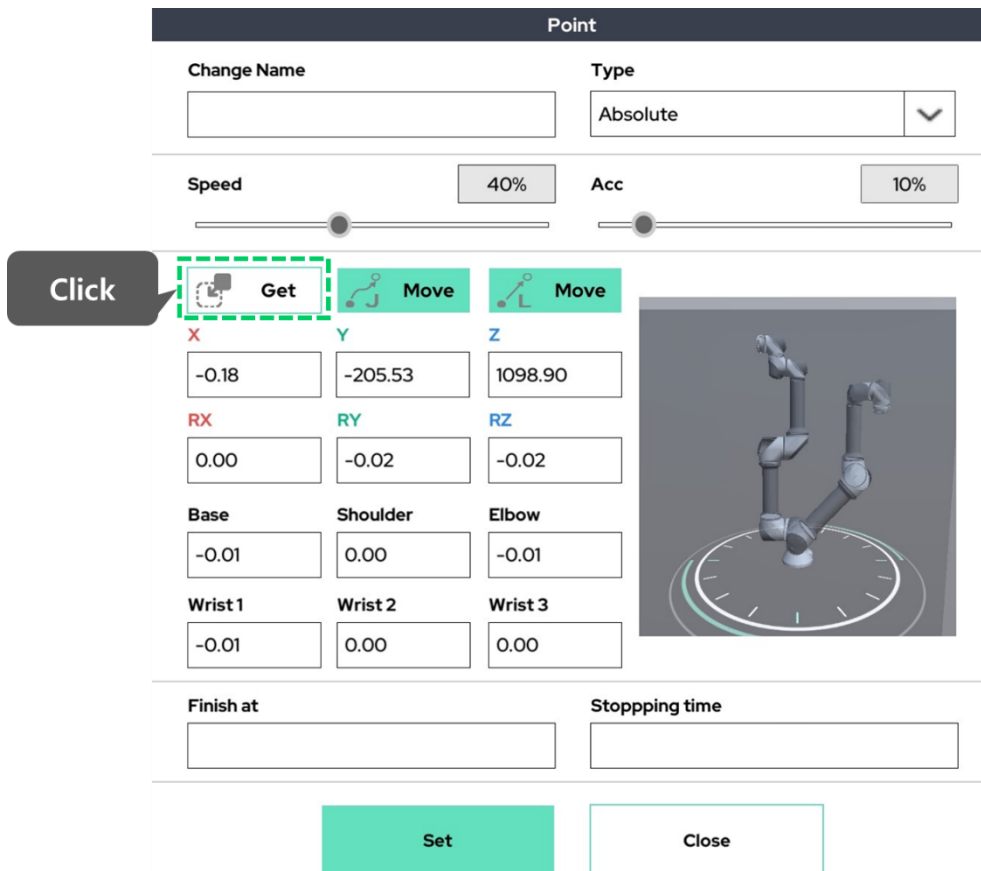 Point
Change Name Type
Absolute
Speed 40% Acc 10%
Click Get J Move L Move
X Y Z
-0.18 -205.53 1098.90
RX RY RZ
0.00 -0.02 -0.02
Base Shoulder Elbow
-0.01 0.00 -0.01
Wrist 1 Wrist 2 Wrist 3
-0.01 0.00 0.00
Finish at Stoppping time
Set Close